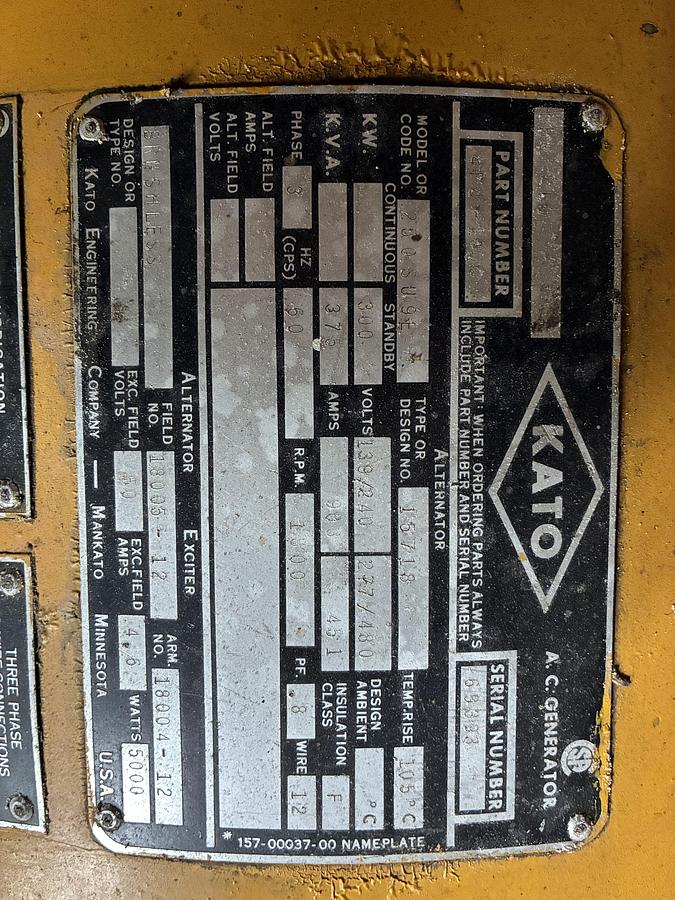 KATO
A. C. GENERATOR
PART NUMBER
IMPORTANT: WHEN ORDERING PARTS ALWAYS
INCLUDE PART NUMBER AND SERIAL NUMBER
SERIAL NUMBER
ALTERNATOR
MODEL OR
CODE NO.
TYPE OR
DESIGN NO. 15718
TEMP.RISE 105°C
CONTINUOUS STANDBY
KW. 300
VOLTS 139/240 277/480
DESIGN
AMBIENT °C
K.V.A. 375
AMPS 451
INSULATION
CLASS F
PHASE 3
HZ
(CPS) 60
R.P.M. 1800
PF. .8
WIRE 12
ALT. FIELD
AMPS
ALT. FIELD
VOLTS
ALTERNATOR EXCITER
DESIGN OR
TYPE NO. BRUSHLESS
FIELD
NO. 18005-12
ARM.
NO. 18004-12
EXC. FIELD
VOLTS 50
EXC.FIELD
AMPS 4.6
WATTS 5000
KATO ENGINEERING COMPANY — MANKATO MINNESOTA U.S.A.
* 157-00037-00 NAMEPLATE
THREE PHASE